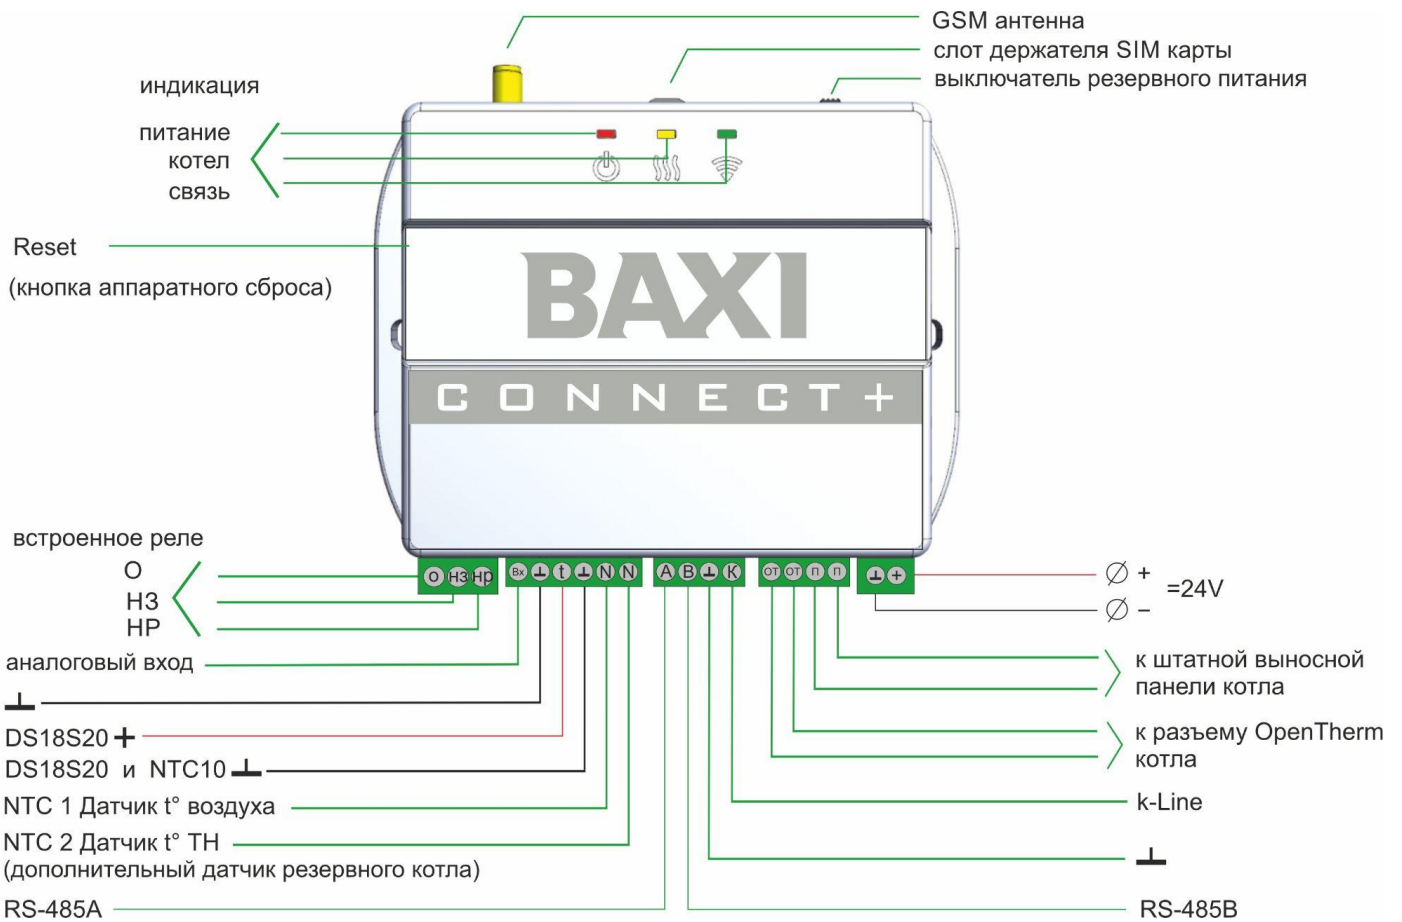 GSM антенна
слот держателя SIM карты
выключатель резервного питания
индикация
питание
котел
связь
Reset
(кнопка аппаратного сброса)
BAXI
CONNECT+
встроенное реле
О
НЗ
НР
о нз нр Вх ⊥ t ⊥ N N A B ⊥ K ОТ ОТ П П ⊥ +
+
=24V
−
аналоговый вход
⊥
DS18S20 +
DS18S20 и NTC10 ⊥
NTC 1 Датчик t° воздуха
NTC 2 Датчик t° ТН
(дополнительный датчик резервного котла)
RS-485A
к штатной выносной
панели котла
к разъему OpenTherm
котла
k-Line
⊥
RS-485B